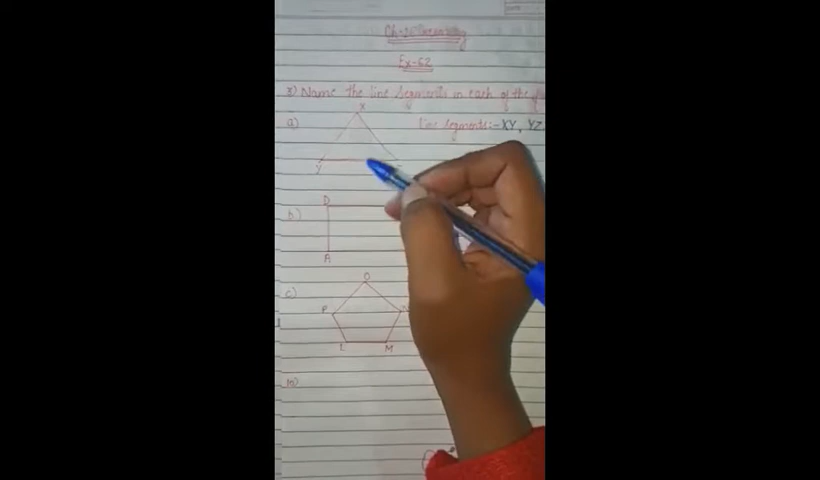 Ex-6.2
3) Name the line segments in each of the
a)
X
line segments:- XY, YZ
Y
D
b)
A
O
c)
P
L
M